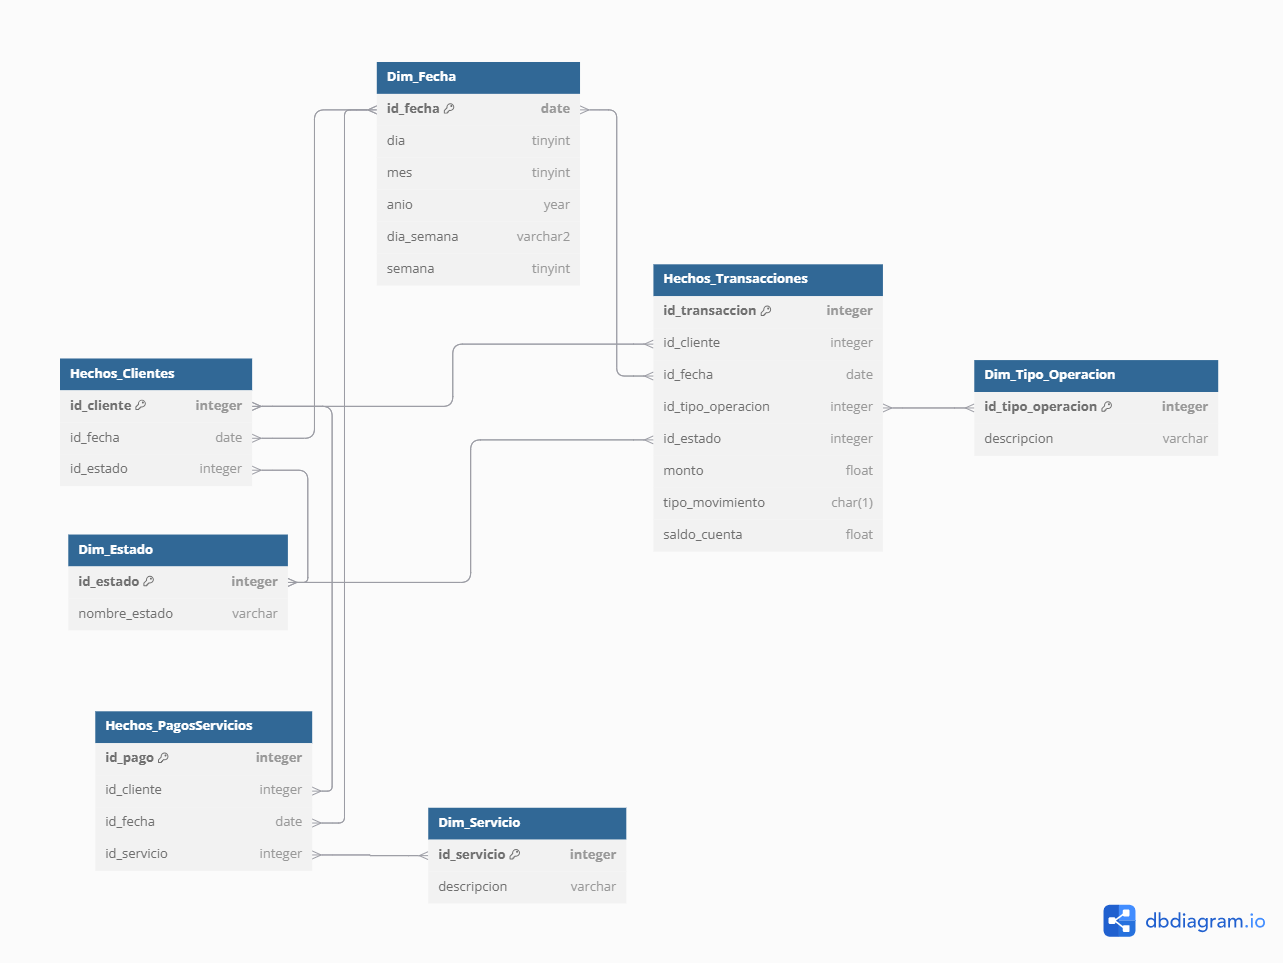 Dim_Fecha
id_fecha date
dia tinyint
mes tinyint
anio year
dia_semana varchar2
semana tinyint
Hechos_Transacciones
id_transaccion integer
id_cliente integer
id_fecha date
id_tipo_operacion integer
id_estado integer
monto float
tipo_movimiento char(1)
saldo_cuenta float
Hechos_Clientes
id_cliente integer
id_fecha date
id_estado integer
Dim_Tipo_Operacion
id_tipo_operacion integer
descripcion varchar
Dim_Estado
id_estado integer
nombre_estado varchar
Hechos_PagosServicios
id_pago integer
id_cliente integer
id_fecha date
id_servicio integer
Dim_Servicio
id_servicio integer
descripcion varchar
dbdiagram.io